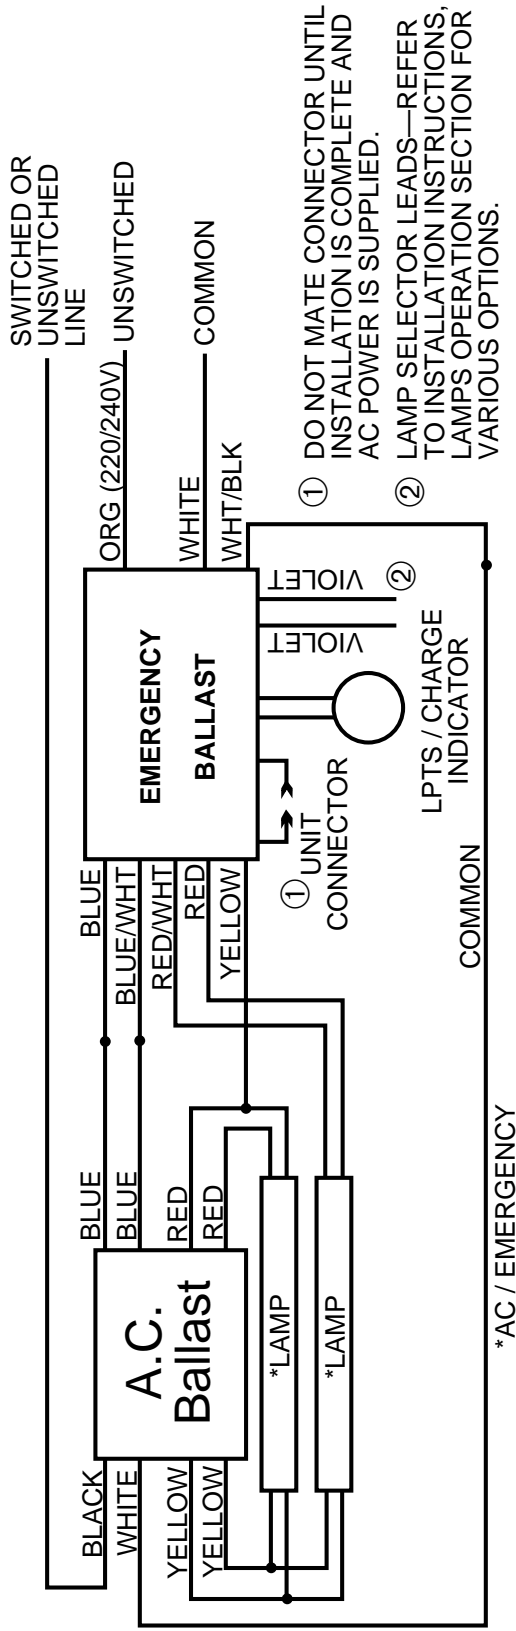 SWITCHED OR
UNSWITCHED
LINE
ORG (220/240V)
UNSWITCHED
WHITE
COMMON
WHT/BLK
EMERGENCY
BALLAST
BLUE
BLUE/WHT
RED/WHT
RED
YELLOW
BLUE
BLUE
RED
RED
A.C.
Ballast
BLACK
WHITE
YELLOW
YELLOW
*LAMP
*LAMP
① UNIT
CONNECTOR
LPTS / CHARGE
INDICATOR
VIOLET
VIOLET
②
COMMON
*AC / EMERGENCY
① DO NOT MATE CONNECTOR UNTIL
INSTALLATION IS COMPLETE AND
AC POWER IS SUPPLIED.
② LAMP SELECTOR LEADS—REFER
TO INSTALLATION INSTRUCTIONS,
LAMPS OPERATION SECTION FOR
VARIOUS OPTIONS.